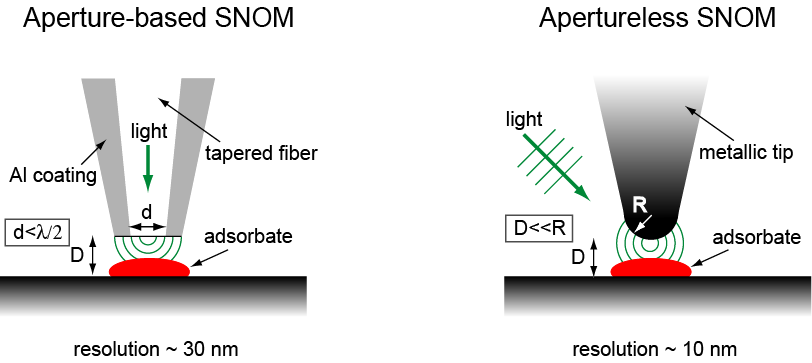 Aperture-based SNOM
light
tapered fiber
Al coating
d
d<λ/2
D
adsorbate
resolution ~ 30 nm
Apertureless SNOM
light
metallic tip
R
D<<R
D
adsorbate
resolution ~ 10 nm